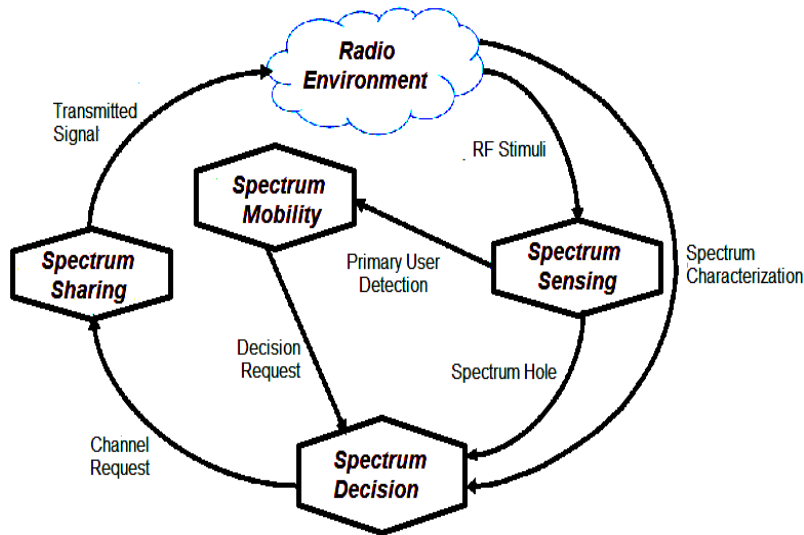 Radio
Environment
Transmitted
Signal
RF Stimuli
Spectrum
Mobility
Spectrum
Sharing
Primary User
Detection
Spectrum
Sensing
Spectrum
Characterization
Decision
Request
Spectrum Hole
Channel
Request
Spectrum
Decision